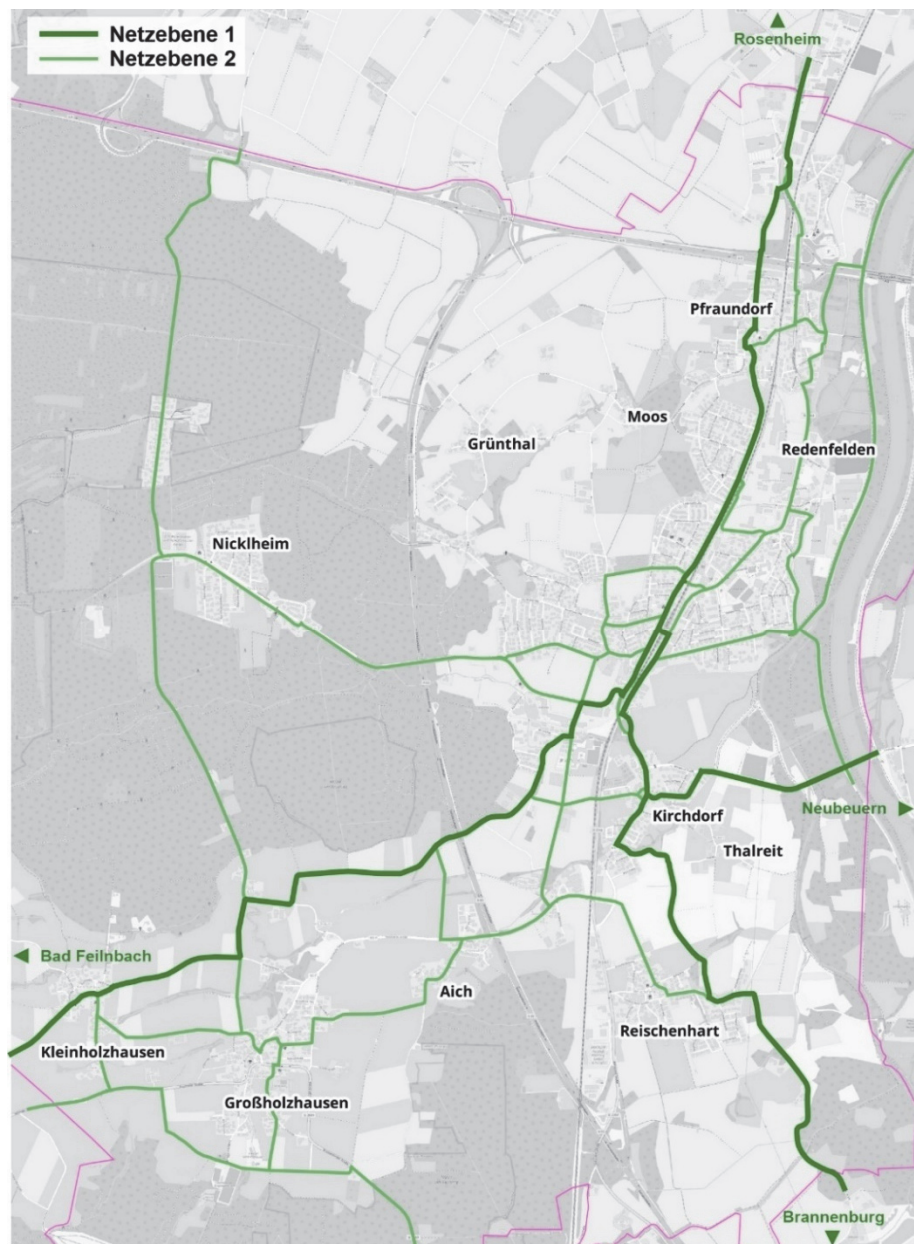 Netzebene 1
Netzebene 2
Rosenheim
Pfraundorf
Moos
Grünthal
Redenfelden
Nicklheim
Neubeuern
Kirchdorf
Thalreit
Bad Feilnbach
Aich
Reischenhart
Kleinholzhausen
Großholzhausen
Brannenburg